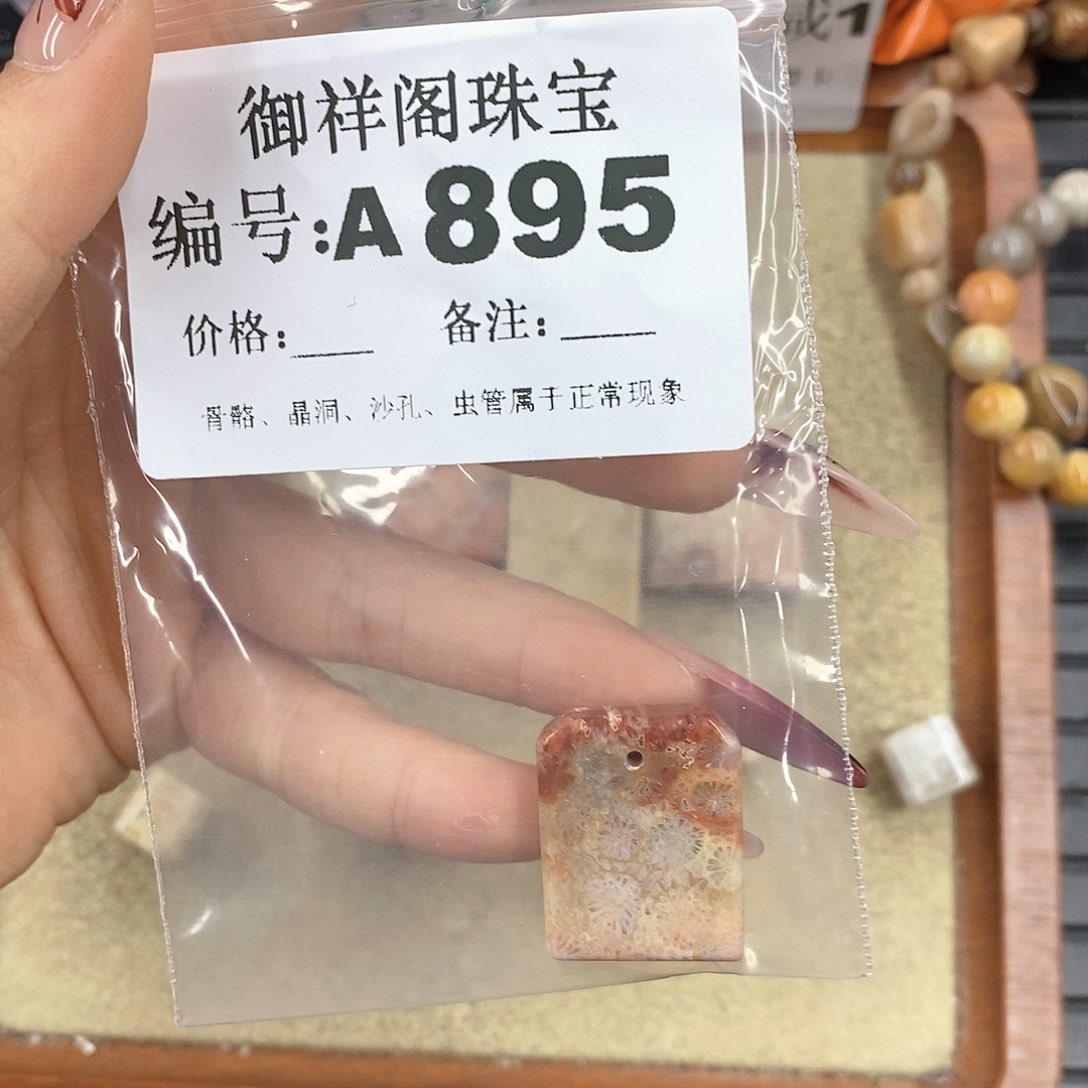 御祥阁珠宝
编号:A895
价格:____ 备注:____
骨骼、晶洞、沙孔、虫管属于正常现象